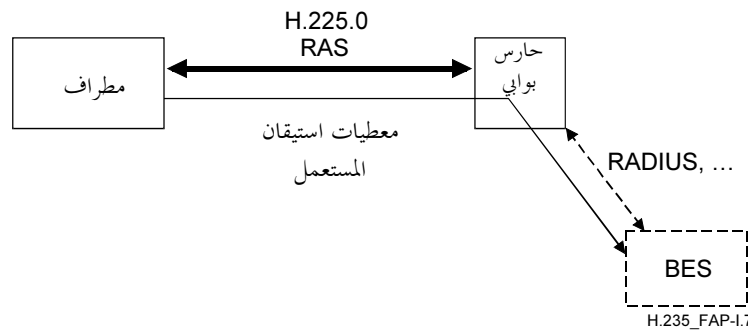 H.225.0
RAS
مطراف
حارس
بوابي
معطيات استيقان
المستعمل
RADIUS, ...
BES
H.235_FAP-I.7